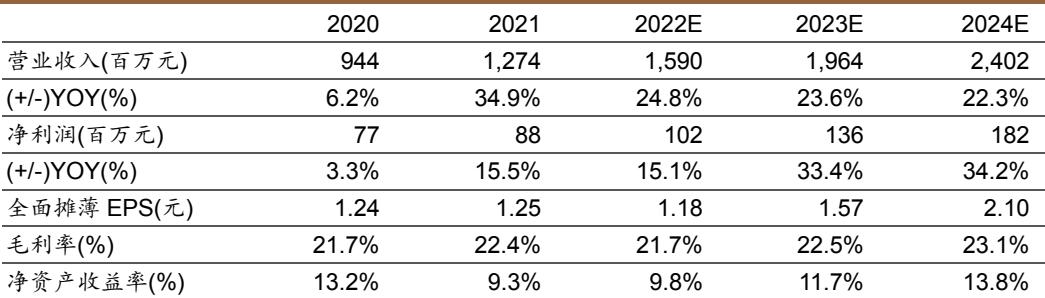 2020 2021 2022E 2023E 2024E
营业收入(百万元) 944 1,274 1,590 1,964 2,402
(+/-)YOY(%) 6.2% 34.9% 24.8% 23.6% 22.3%
净利润(百万元) 77 88 102 136 182
(+/-)YOY(%) 3.3% 15.5% 15.1% 33.4% 34.2%
全面摊薄 EPS(元) 1.24 1.25 1.18 1.57 2.10
毛利率(%) 21.7% 22.4% 21.7% 22.5% 23.1%
净资产收益率(%) 13.2% 9.3% 9.8% 11.7% 13.8%